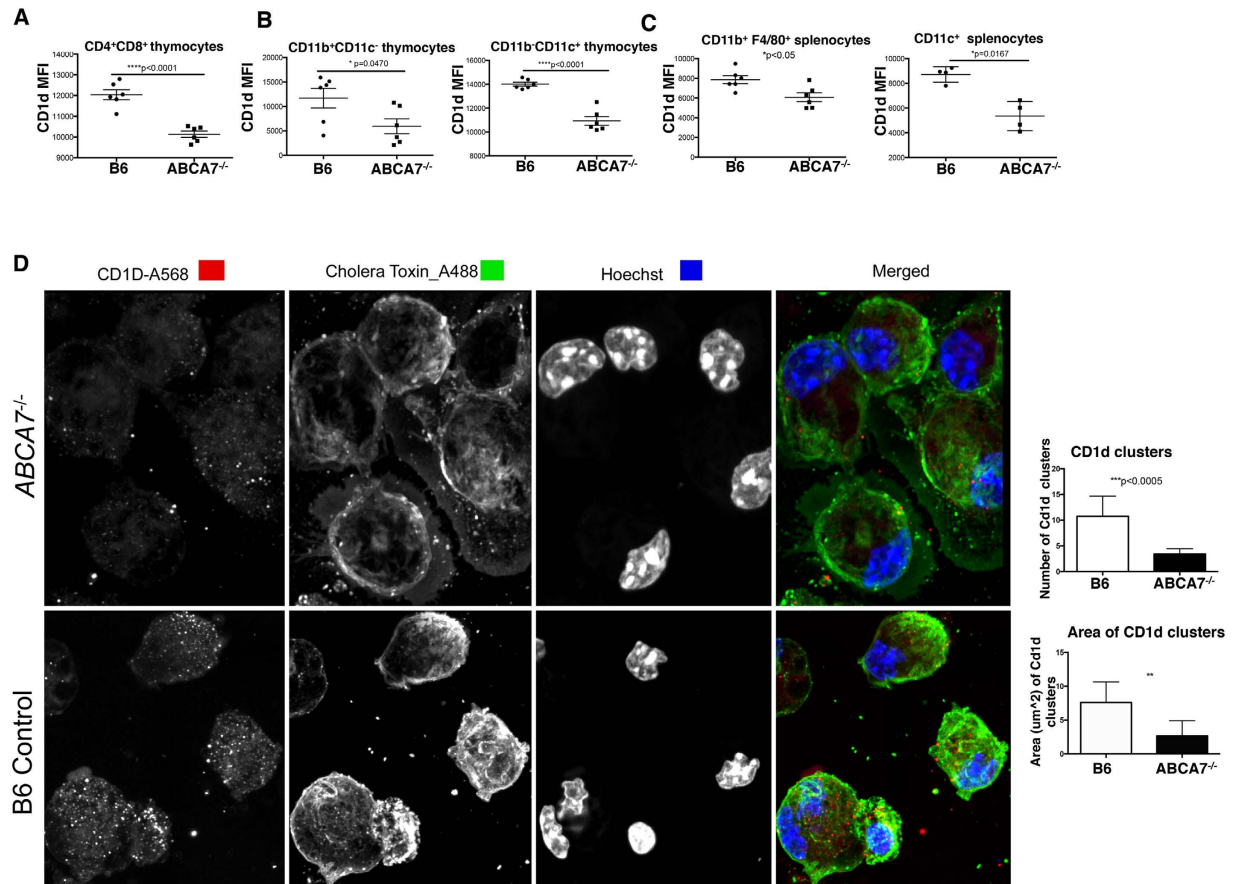 A
CD4⁺CD8⁺ thymocytes
****p<0.0001
CD1d MFI
14000
13000
12000
11000
10000
9000
B6
ABCA7⁻/⁻
B
CD11b⁺CD11c⁻ thymocytes
* p=0.0470
CD1d MFI
20000
15000
10000
5000
0
B6
ABCA7⁻/⁻
CD11b⁻CD11c⁺ thymocytes
****p<0.0001
CD1d MFI
16000
14000
12000
10000
8000
B6
ABCA7⁻/⁻
C
CD11b⁺ F4/80⁺ splenocytes
*p<0.05
CD1d MFI
10000
8000
6000
4000
2000
0
B6
ABCA7⁻/⁻
CD11c⁺ splenocytes
*p=0.0167
CD1d MFI
10000
8000
6000
4000
2000
B6
ABCA7⁻/⁻
D
CD1D-A568
Cholera Toxin_A488
Hoechst
Merged
ABCA7⁻/⁻
B6 Control
CD1d clusters
***p<0.0005
Number of Cd1d clusters
20
15
10
5
0
B6
ABCA7⁻/⁻
Area of CD1d clusters
**
Area (um^2) of Cd1d
clusters
15
10
5
0
B6
ABCA7⁻/⁻